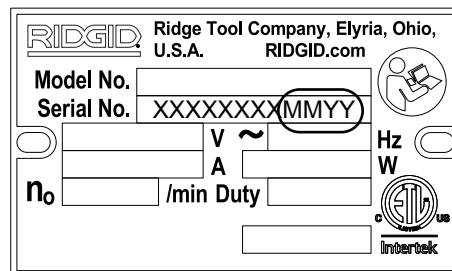 RIDGID
Ridge Tool Company, Elyria, Ohio,
U.S.A. RIDGID.com
Model No.
Serial No. XXXXXXXXMMYY
V ~ Hz
A W
n₀ /min Duty
C ETL US
Intertek